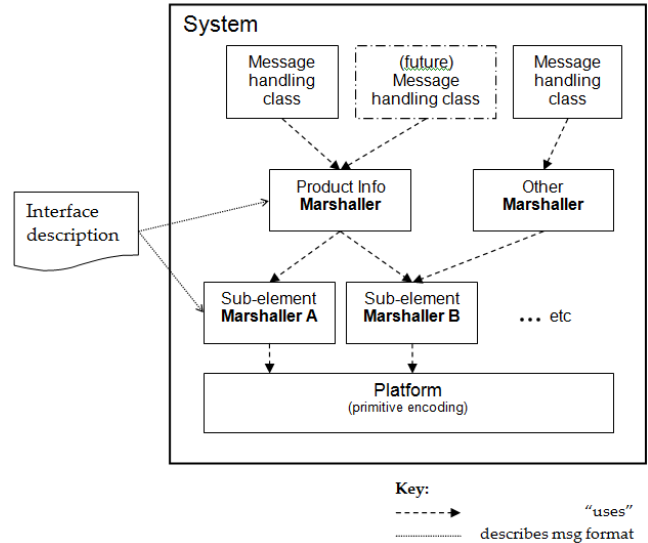 System
Message
handling
class
(future)
Message
handling class
Message
handling
class
Product Info
Marshaller
Other
Marshaller
Interface
description
Sub-element
Marshaller A
Sub-element
Marshaller B
... etc
Platform
(primitive encoding)
Key:
“uses”
describes msg format